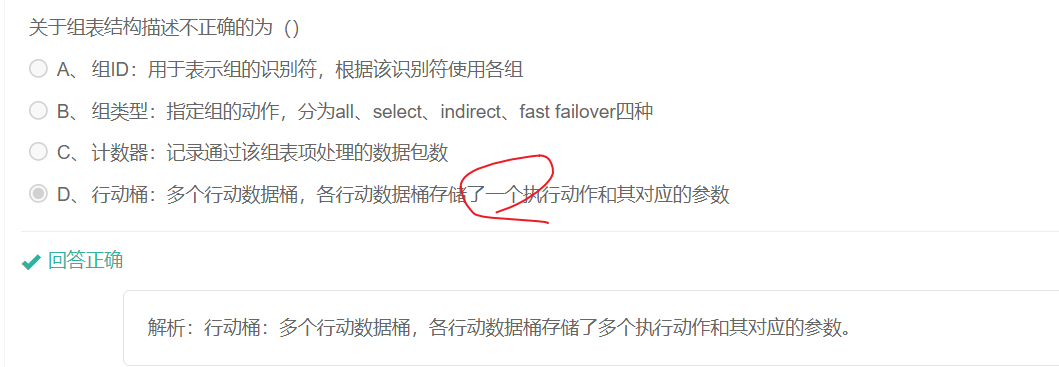 关于组表结构描述不正确的为（）
A、 组ID：用于表示组的识别符，根据该识别符使用各组
B、 组类型：指定组的动作，分为all、select、indirect、fast failover四种
C、 计数器：记录通过该组表项处理的数据包数
D、 行动桶：多个行动数据桶，各行动数据桶存储了一个执行动作和其对应的参数
回答正确
解析：行动桶：多个行动数据桶，各行动数据桶存储了多个执行动作和其对应的参数。